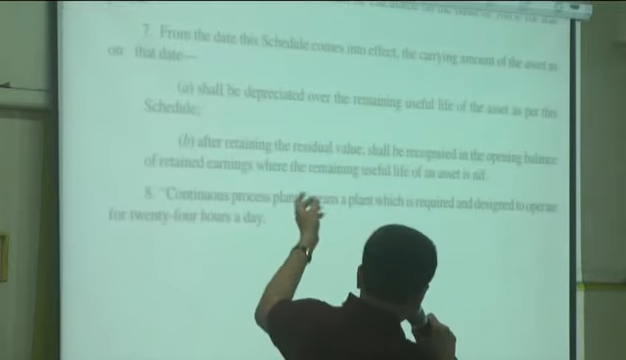 7. From the date this Schedule comes into effect, the carrying amount of the asset as
on that date—
(a) shall be depreciated over the remaining useful life of the asset as per this
Schedule;
(b) after retaining the residual value, shall be recognised in the opening balance
of retained earnings where the remaining useful life of an asset is nil.
8. "Continuous process plant means a plant which is required and designed to operate
for twenty-four hours a day.